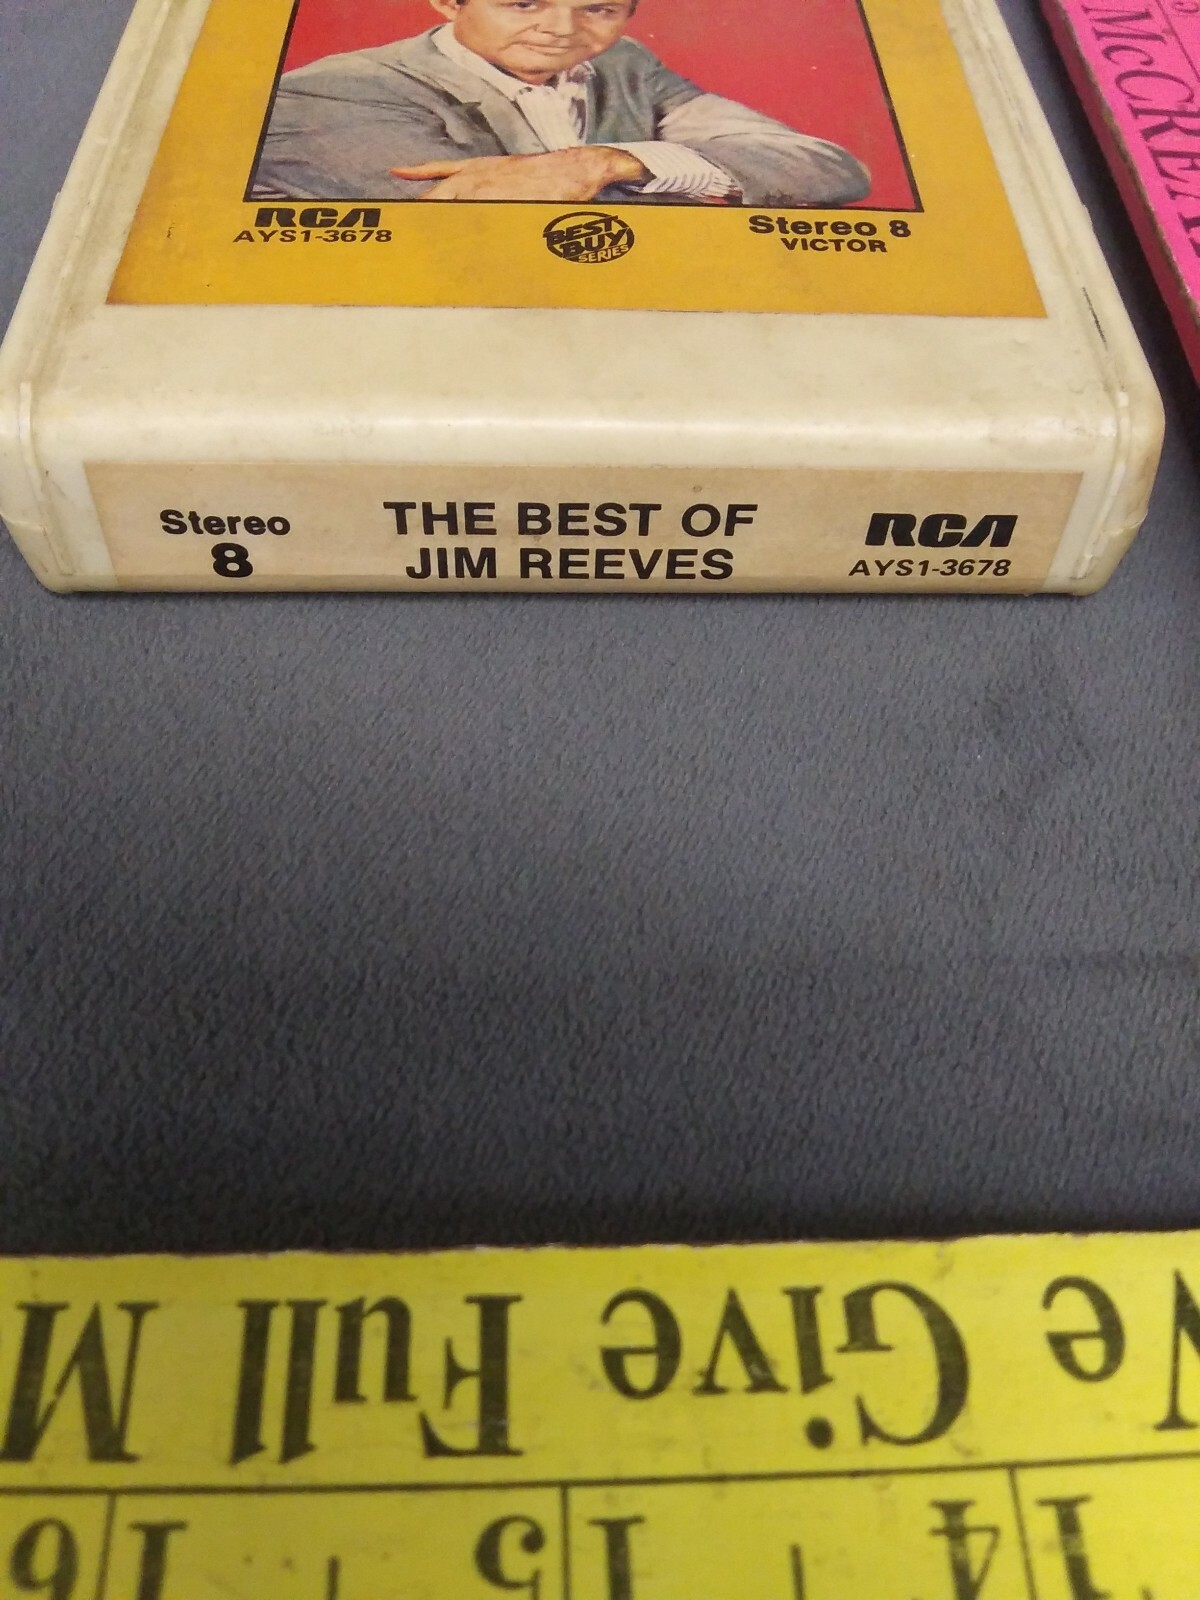 RCA
AYS1-3678
BEST
BUY
SERIES
Stereo 8
VICTOR
Stereo
8
THE BEST OF
JIM REEVES
RCA
AYS1-3678
e Give Full M
14 15 16